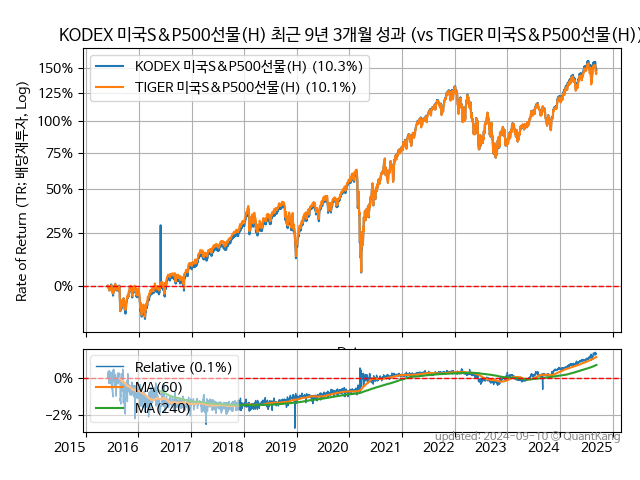 KODEX 미국S&P500선물(H) 최근 9년 3개월 성과 (vs TIGER 미국S&P500선물(H))
Rate of Return (TR: 배당재투자, Log)
150%
125%
100%
75%
50%
25%
0%
KODEX 미국S&P500선물(H) (10.3%)
TIGER 미국S&P500선물(H) (10.1%)
0%
−2%
Relative (0.1%)
MA(60)
MA(240)
updated: 2024-09-10 © QuantKang
2015 2016 2017 2018 2019 2020 2021 2022 2023 2024 2025